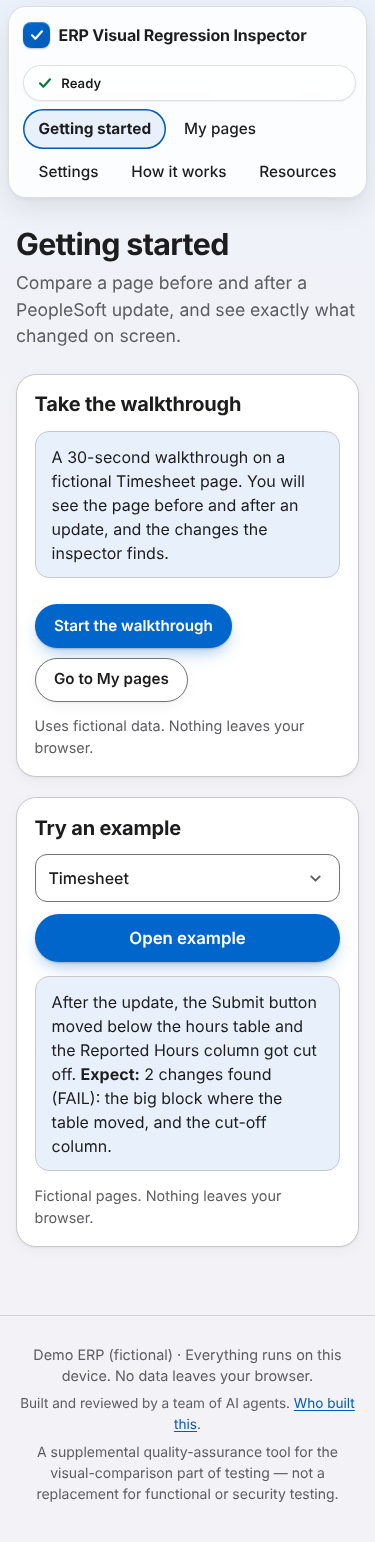 ERP Visual Regression Inspector
Ready
Getting started
My pages
Settings
How it works
Resources
Getting started
Compare a page before and after a
PeopleSoft update, and see exactly what
changed on screen.
Take the walkthrough
A 30-second walkthrough on a
fictional Timesheet page. You will
see the page before and after an
update, and the changes the
inspector finds.
Start the walkthrough
Go to My pages
Uses fictional data. Nothing leaves your
browser.
Try an example
Timesheet
Open example
After the update, the Submit button
moved below the hours table and
the Reported Hours column got cut
off. Expect: 2 changes found
(FAIL): the big block where the
table moved, and the cut-off
column.
Fictional pages. Nothing leaves your
browser.
Demo ERP (fictional) · Everything runs on this
device. No data leaves your browser.
Built and reviewed by a team of AI agents. Who built
this.
A supplemental quality-assurance tool for the
visual-comparison part of testing — not a
replacement for functional or security testing.